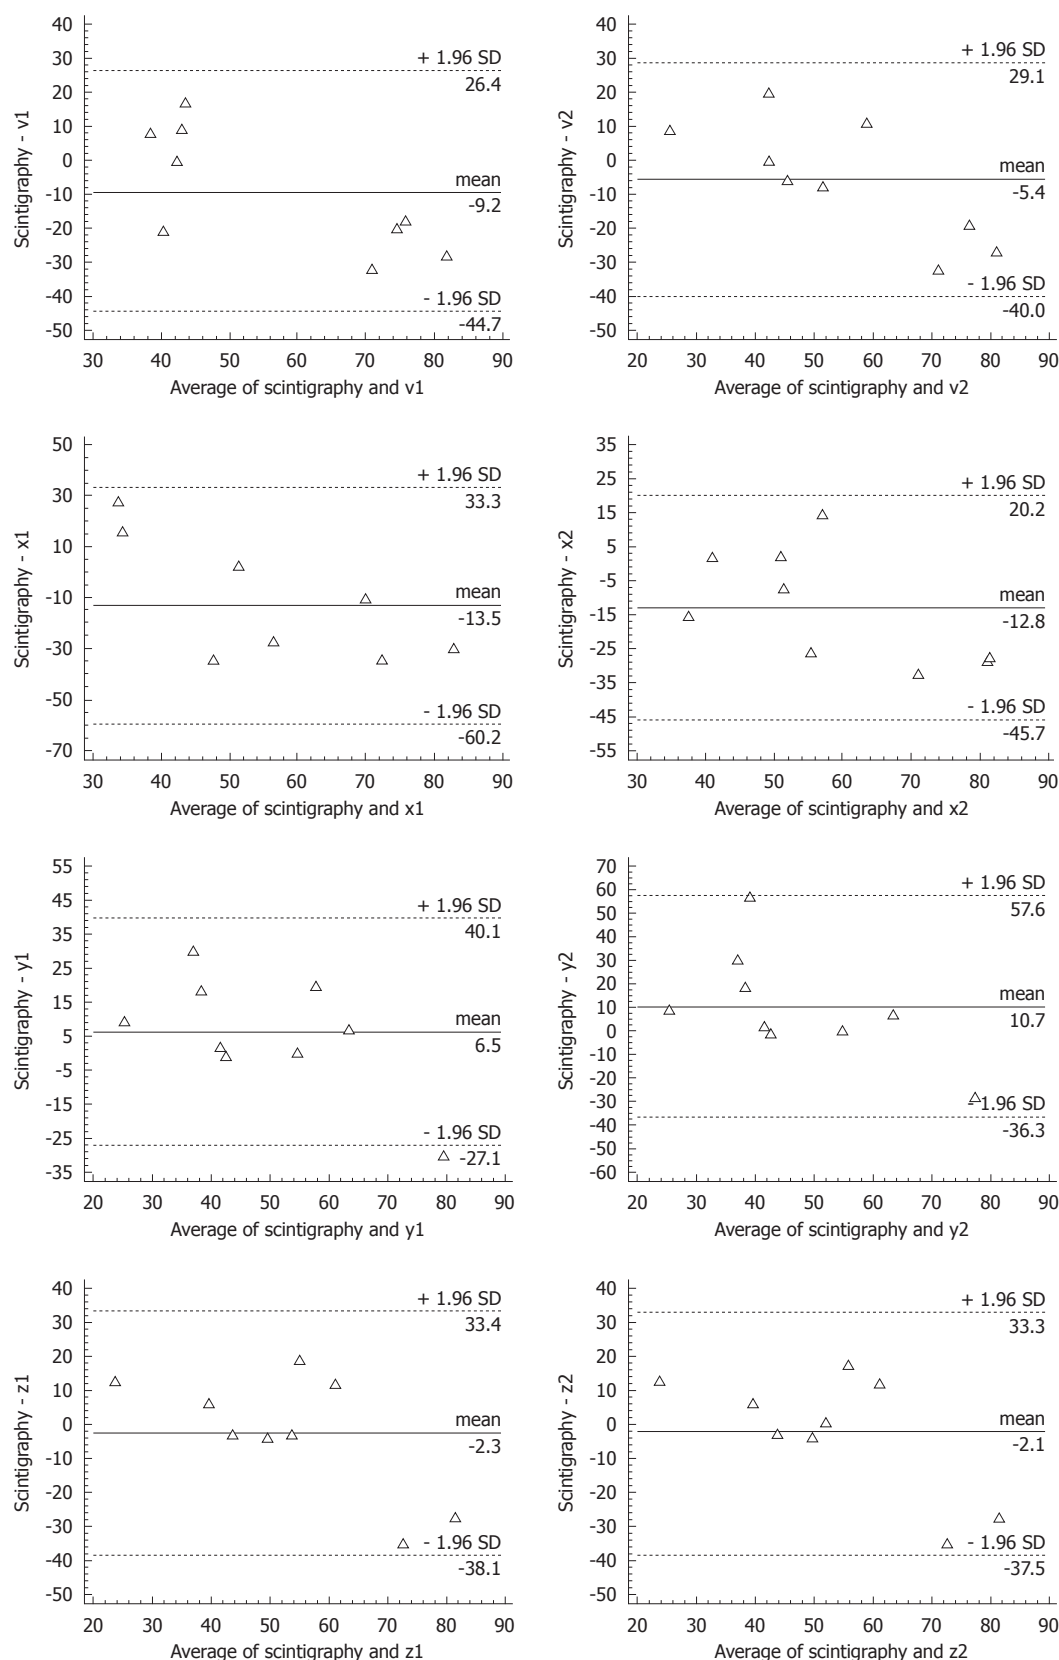 40
30
20
10
0
-10
-20
-30
-40
-50
Scintigraphy - v1
+ 1.96 SD
26.4
mean
-9.2
- 1.96 SD
-44.7
30 40 50 60 70 80 90
Average of scintigraphy and v1
40
30
20
10
0
-10
-20
-30
-40
-50
Scintigraphy - v2
+ 1.96 SD
29.1
mean
-5.4
- 1.96 SD
-40.0
20 30 40 50 60 70 80 90
Average of scintigraphy and v2
50
30
10
-10
-30
-50
-70
Scintigraphy - x1
+ 1.96 SD
33.3
mean
-13.5
- 1.96 SD
-60.2
30 40 50 60 70 80 90
Average of scintigraphy and x1
35
25
15
5
-5
-15
-25
-35
-45
-55
Scintigraphy - x2
+ 1.96 SD
20.2
mean
-12.8
- 1.96 SD
-45.7
30 40 50 60 70 80 90
Average of scintigraphy and x2
55
45
35
25
15
5
-5
-15
-25
-35
Scintigraphy - y1
+ 1.96 SD
40.1
mean
6.5
- 1.96 SD
-27.1
20 30 40 50 60 70 80 90
Average of scintigraphy and y1
70
60
50
40
30
20
10
0
-10
-20
-30
-40
-50
-60
Scintigraphy - y2
+ 1.96 SD
57.6
mean
10.7
- 1.96 SD
-36.3
20 30 40 50 60 70 80 90
Average of scintigraphy and y2
40
30
20
10
0
-10
-20
-30
-40
-50
Scintigraphy - z1
+ 1.96 SD
33.4
mean
-2.3
- 1.96 SD
-38.1
20 30 40 50 60 70 80 90
Average of scintigraphy and z1
40
30
20
10
0
-10
-20
-30
-40
-50
Scintigraphy - z2
+ 1.96 SD
33.3
mean
-2.1
- 1.96 SD
-37.5
20 30 40 50 60 70 80 90
Average of scintigraphy and z2